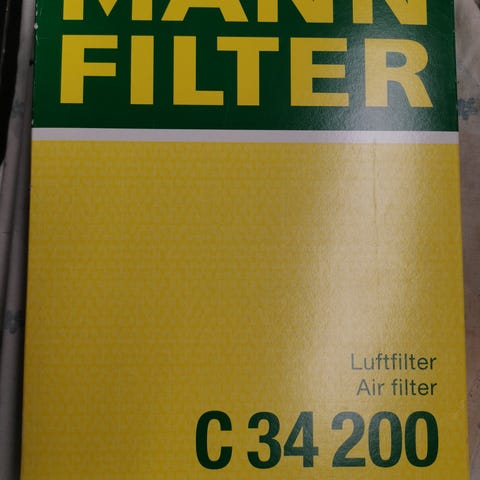 MANN
FILTER
Luftfilter
Air filter
C 34 200